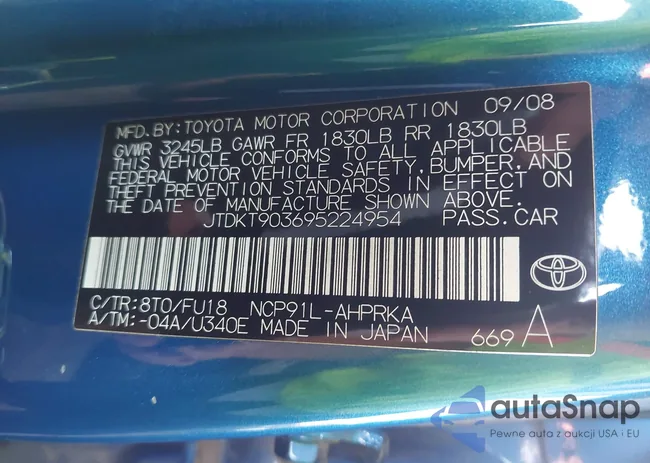 MFD.BY:TOYOTA MOTOR CORPORATION 09/08
GVWR 3245LB GAWR FR 1830LB RR 1830LB
THIS VEHICLE CONFORMS TO ALL APPLICABLE
FEDERAL MOTOR VEHICLE SAFETY,BUMPER,AND
THEFT PREVENTION STANDARDS IN EFFECT ON
THE DATE OF MANUFACTURE SHOWN ABOVE.
JTDKT903695224954 PASS.CAR
C/TR:8T0/FU18 NCP91L-AHPRKA
A/TM:-04A/U340E MADE IN JAPAN
669 A
autaSnap
Pewne auta z aukcji USA i EU